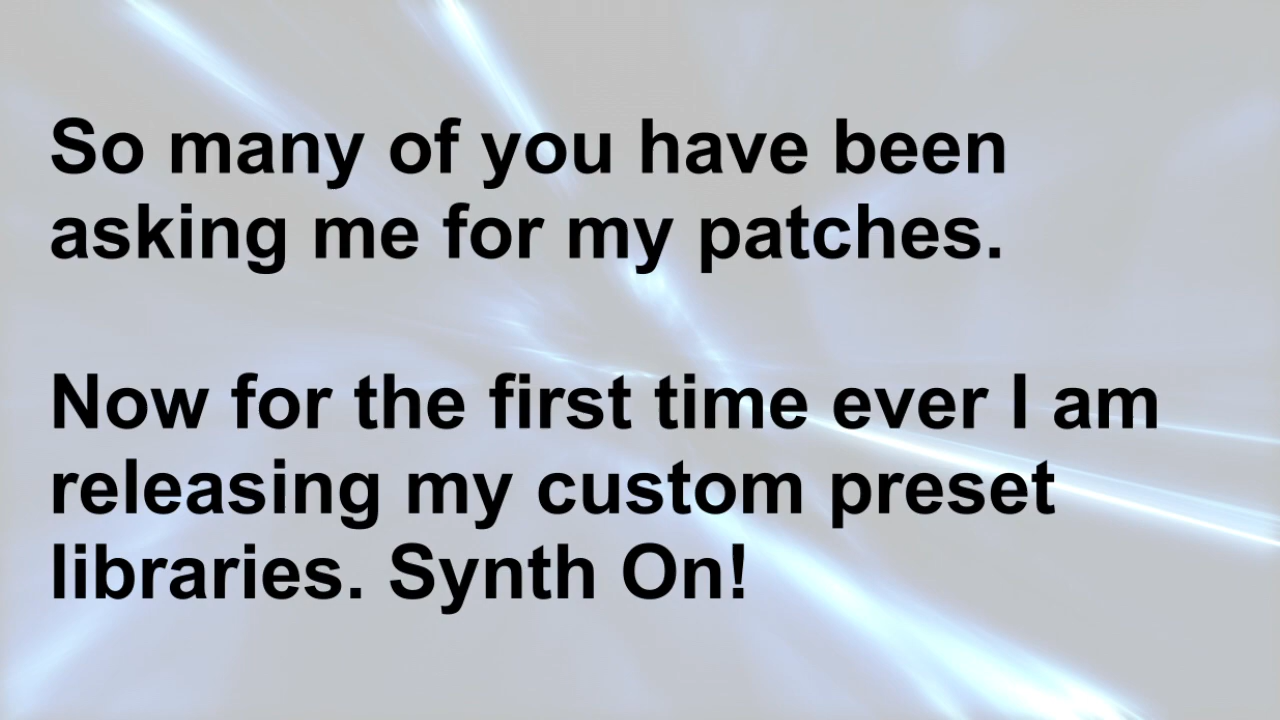 So many of you have been
asking me for my patches.
Now for the first time ever I am
releasing my custom preset
libraries. Synth On!